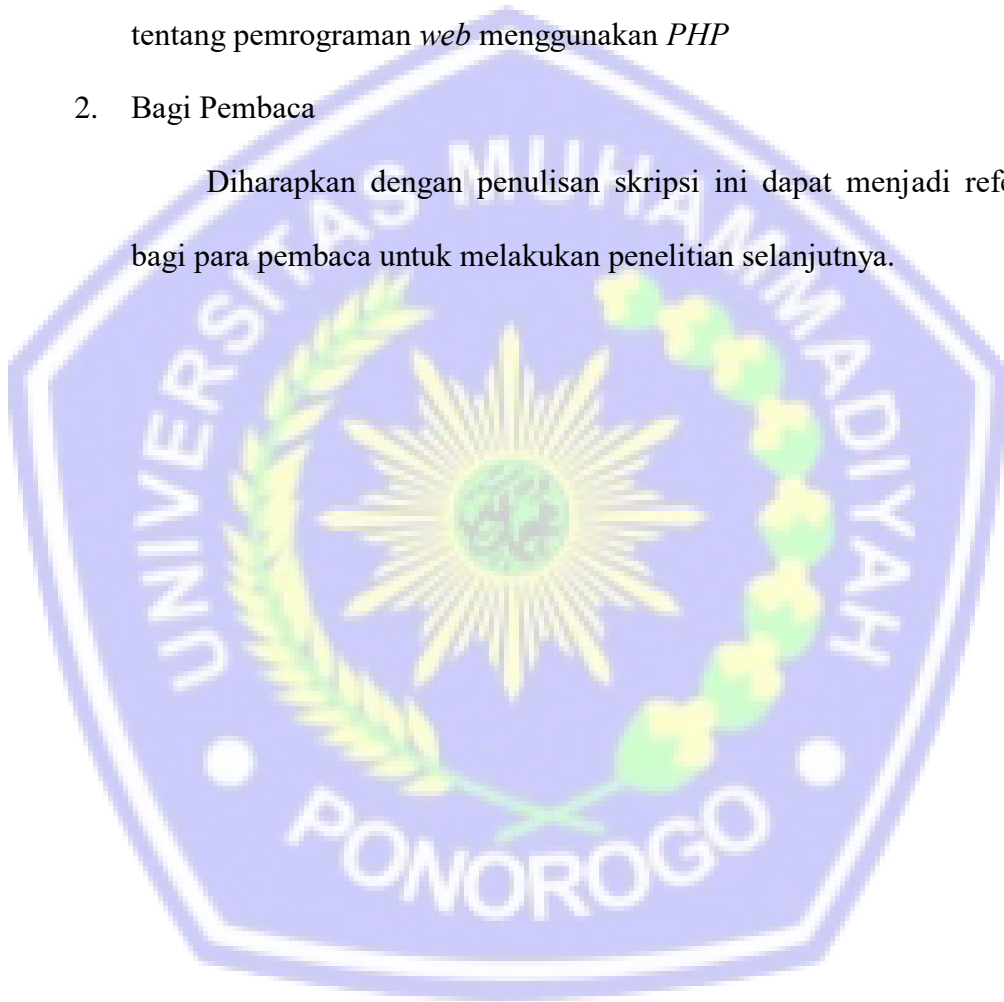 tentang pemrograman web menggunakan PHP
2. Bagi Pembaca
Diharapkan dengan penulisan skripsi ini dapat menjadi refe
bagi para pembaca untuk melakukan penelitian selanjutnya.
UNIVERSITAS MUHAMMADIYAH
PONOROGO